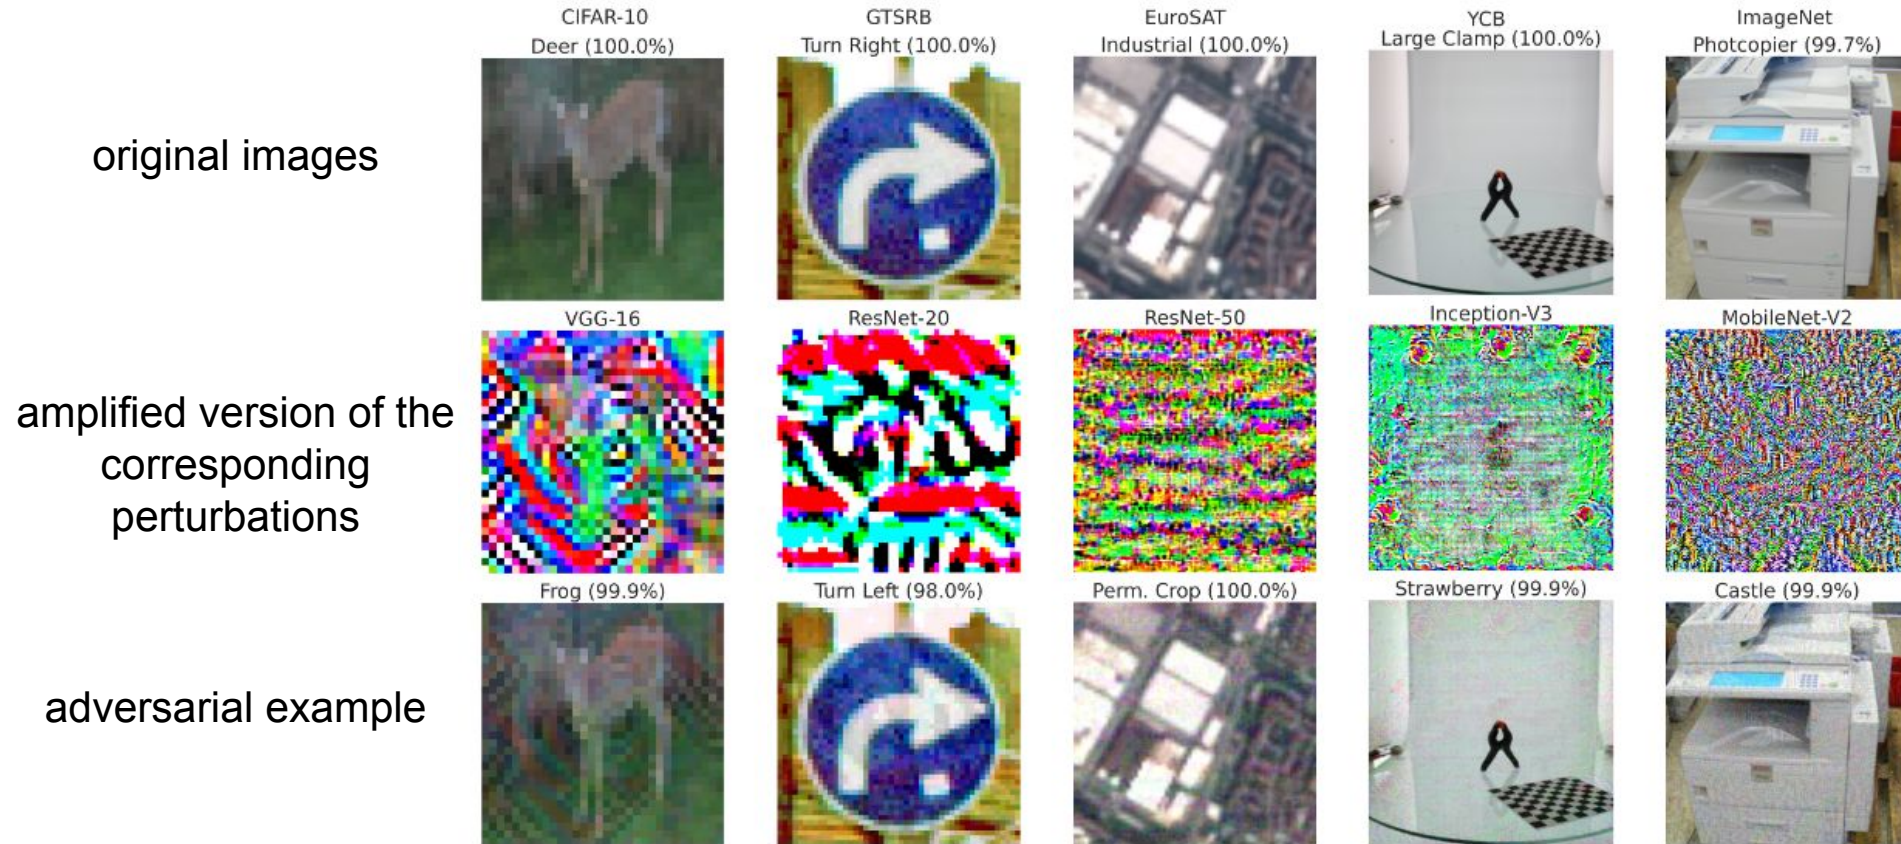 CIFAR-10
Deer (100.0%)
GTSRB
Turn Right (100.0%)
EuroSAT
Industrial (100.0%)
YCB
Large Clamp (100.0%)
ImageNet
Photcopier (99.7%)
original images
VGG-16
ResNet-20
ResNet-50
Inception-V3
MobileNet-V2
amplified version of the
corresponding
perturbations
Frog (99.9%)
Turn Left (98.0%)
Perm. Crop (100.0%)
Strawberry (99.9%)
Castle (99.9%)
adversarial example